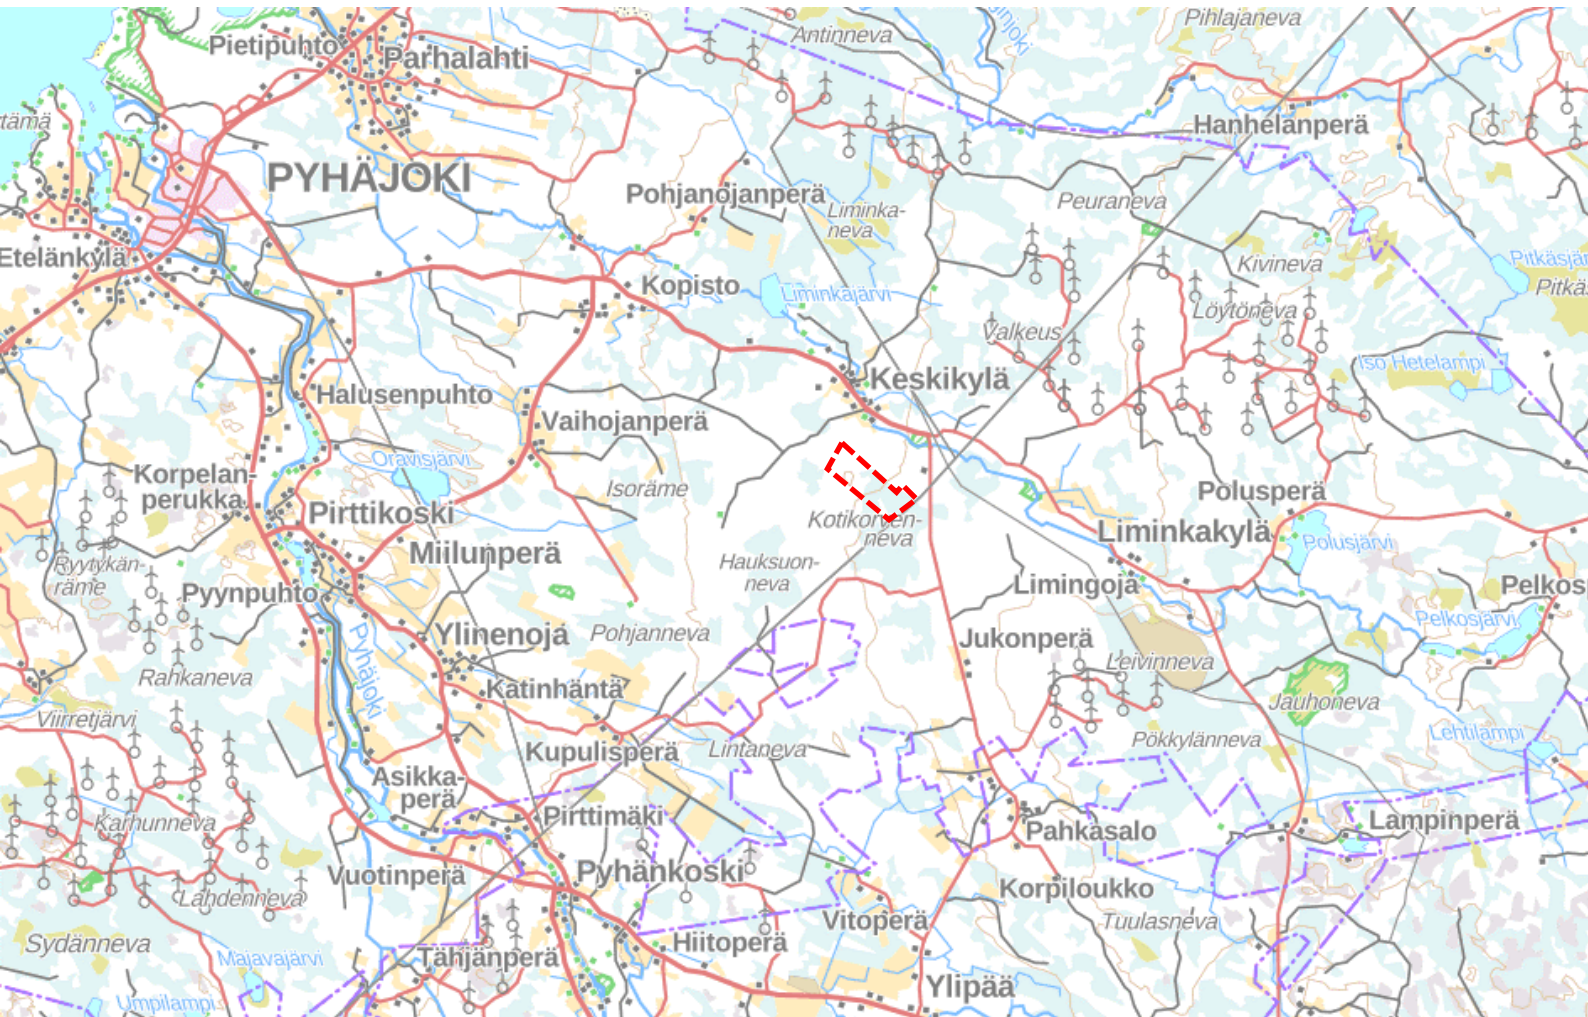 Pihlajaneva
Antinneva
Pietipuhto
Parhalahti
Hanhelanperä
PYHÄJOKI
Pohjanojanperä
Peuraneva
Liminka-
neva
Etelänkylä
Kopisto
Liminkajärvi
Kivineva
Löytöneva
Valkeus
Iso Hetelampi
Keskikylä
Halusenpuhto
Vaihojanperä
Oravisjärvi
Isoräme
Korpelan-
perukka
Pirttikoski
Polusperä
Kotikorven-
neva
Liminkakylä
Polusjärvi
Miilunperä
Hauksuon-
neva
Ryytykän-
räme
Pyynpuhto
Limingoja
Pelkos
Pelkosjärvi
Ylinenoja
Pohjanneva
Jukonperä
Leivinneva
Pyhäjoki
Rahkaneva
Katinhäntä
Jauhoneva
Viirretjärvi
Kupulisperä
Lintaneva
Pökkylänneva
Lehtilampi
Asikka-
perä
Karhunneva
Pirttimäki
Pahkasalo
Lampinperä
Vuotinperä
Pyhänkoski
Korpiloukko
Lahdenneva
Vitoperä
Tuulasneva
Sydänneva
Hiitoperä
Tähjänperä
Majavajärvi
Ylipää
Umpilampi